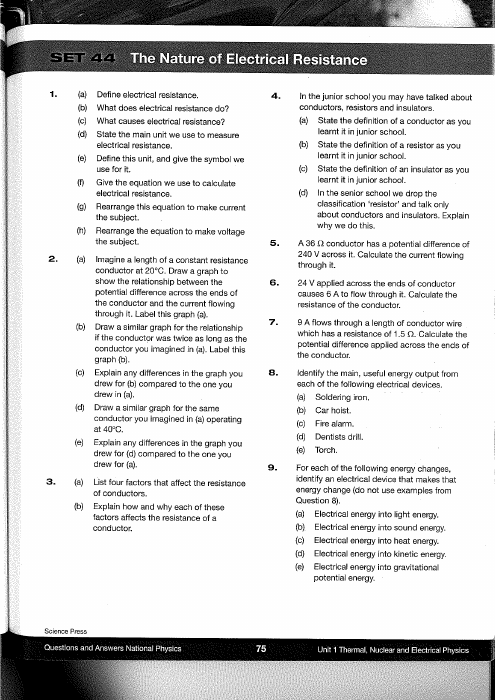 SET 44 The Nature of Electrical Resistance
1. (a) Define electrical resistance.
(b) What does electrical resistance do?
(c) What causes electrical resistance?
(d) State the main unit we use to measure
electrical resistance.
(e) Define this unit, and give the symbol we
use for it.
(f) Give the equation we use to calculate
electrical resistance.
(g) Rearrange this equation to make current
the subject.
(h) Rearrange the equation to make voltage
the subject.
2. (a) Imagine a length of a constant resistance
conductor at 20°C. Draw a graph to
show the relationship between the
potential difference across the ends of
the conductor and the current flowing
through it. Label this graph (a).
(b) Draw a similar graph for the relationship
if the conductor was twice as long as the
conductor you imagined in (a). Label this
graph (b).
(c) Explain any differences in the graph you
drew for (b) compared to the one you
drew in (a).
(d) Draw a similar graph for the same
conductor you imagined in (a) operating
at 40°C.
(e) Explain any differences in the graph you
drew for (d) compared to the one you
drew for (a).
3. (a) List four factors that affect the resistance
of conductors.
(b) Explain how and why each of these
factors affects the resistance of a
conductor.
4. In the junior school you may have talked about
conductors, resistors and insulators.
(a) State the definition of a conductor as you
learnt it in junior school.
(b) State the definition of a resistor as you
learnt it in junior school.
(c) State the definition of an insulator as you
learnt it in junior school.
(d) In the senior school we drop the
classification 'resistor' and talk only
about conductors and insulators. Explain
why we do this.
5. A 36 Ω conductor has a potential difference of
240 V across it. Calculate the current flowing
through it.
6. 24 V applied across the ends of conductor
causes 6 A to flow through it. Calculate the
resistance of the conductor.
7. 9 A flows through a length of conductor wire
which has a resistance of 1.5 Ω. Calculate the
potential difference applied across the ends of
the conductor.
8. Identify the main, useful energy output from
each of the following electrical devices.
(a) Soldering iron.
(b) Car hoist.
(c) Fire alarm.
(d) Dentists drill.
(e) Torch.
9. For each of the following energy changes,
identify an electrical device that makes that
energy change (do not use examples from
Question 8).
(a) Electrical energy into light energy.
(b) Electrical energy into sound energy.
(c) Electrical energy into heat energy.
(d) Electrical energy into kinetic energy.
(e) Electrical energy into gravitational
potential energy.
Science Press
Questions and Answers National Physics 75 Unit 1 Thermal, Nuclear and Electrical Physics